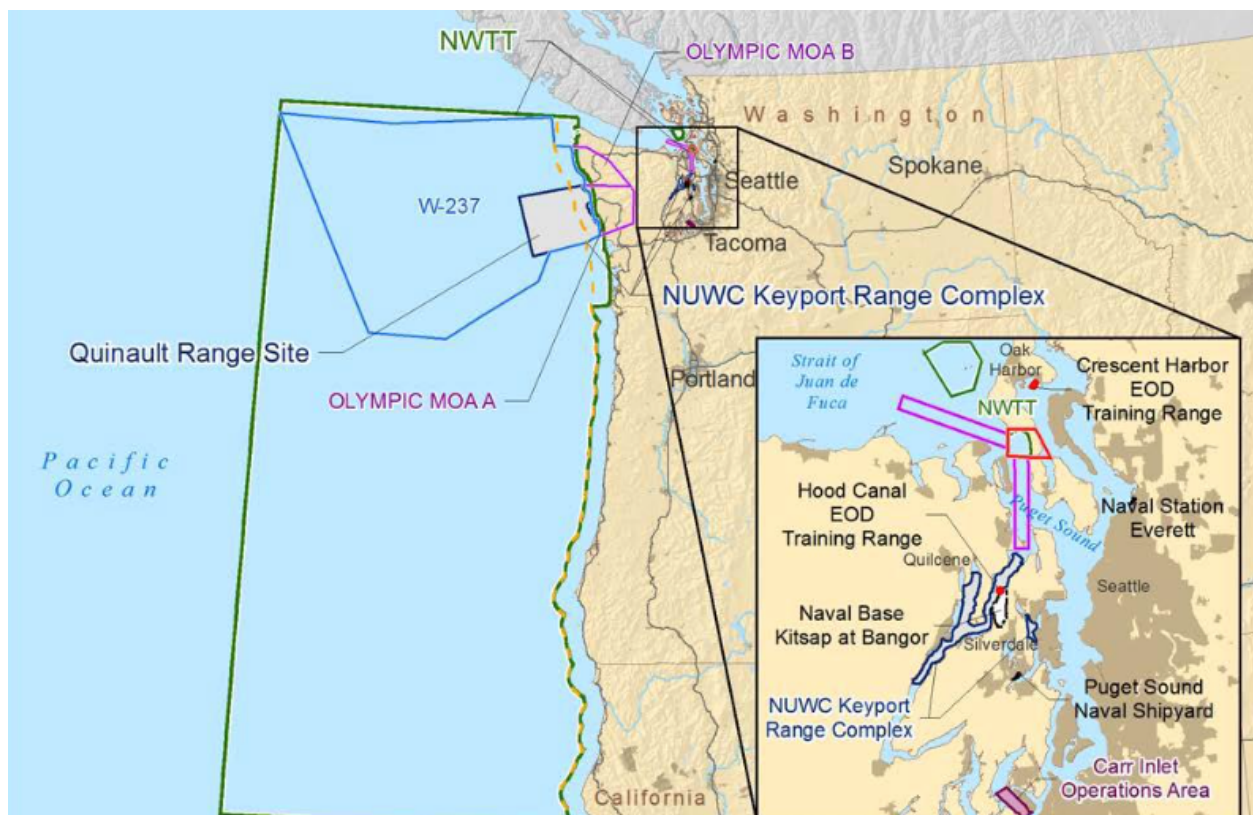 NWTT
OLYMPIC MOA B
Washington
Spokane
Seattle
W-237
Tacoma
NUWC Keyport Range Complex
Quinault Range Site
Portland
OLYMPIC MOA A
Pacific
Ocean
California
Strait of
Juan de
Fuca
Oak
Harbor
Crescent Harbor
EOD
Training Range
NWTT
Hood Canal
EOD
Training Range
Puget Sound
Naval Station
Everett
Quilcene
Seattle
Naval Base
Kitsap at Bangor
Silverdale
NUWC Keyport
Range Complex
Puget Sound
Naval Shipyard
Carr Inlet
Operations Area